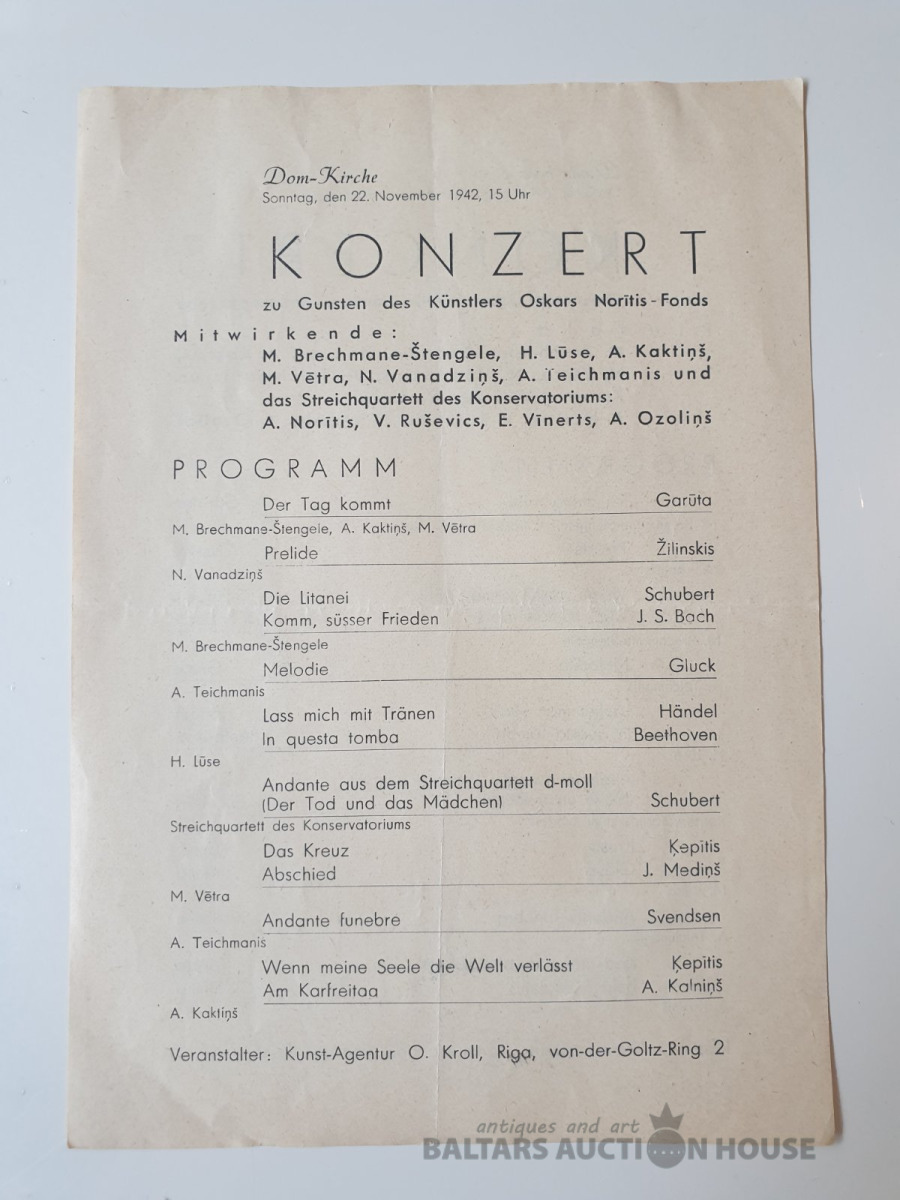 Dom-Kirche
Sonntag, den 22. November 1942, 15 Uhr
KONZERT
zu Gunsten des Künstlers Oskars Norītis-Fonds
Mitwirkende:
M. Brechmane-Štengele, H. Lūse, A. Kaktiņš,
M. Vētra, N. Vanadziņš, A. Teichmanis und
das Streichquartett des Konservatoriums:
A. Norītis, V. Ruševics, E. Vīnerts, A. Ozoliņš
PROGRAMM
Der Tag kommt Garūta
M. Brechmane-Štengele, A. Kaktiņš, M. Vētra
Prelide Žilinskis
N. Vanadziņš
Die Litanei Schubert
Komm, süsser Frieden J. S. Bach
M. Brechmane-Štengele
Melodie Gluck
A. Teichmanis
Lass mich mit Tränen Händel
In questa tomba Beethoven
H. Lūse
Andante aus dem Streichquartett d-moll
(Der Tod und das Mädchen) Schubert
Streichquartett des Konservatoriums
Das Kreuz Ķepītis
Abschied J. Mediņš
M. Vētra
Andante funebre Svendsen
A. Teichmanis
Wenn meine Seele die Welt verlässt Ķepītis
Am Karfreitag A. Kalniņš
A. Kaktiņš
Veranstalter: Kunst-Agentur O. Kroll, Riga, von-der-Goltz-Ring 2
antiques and art
BALTARS AUCTION HOUSE